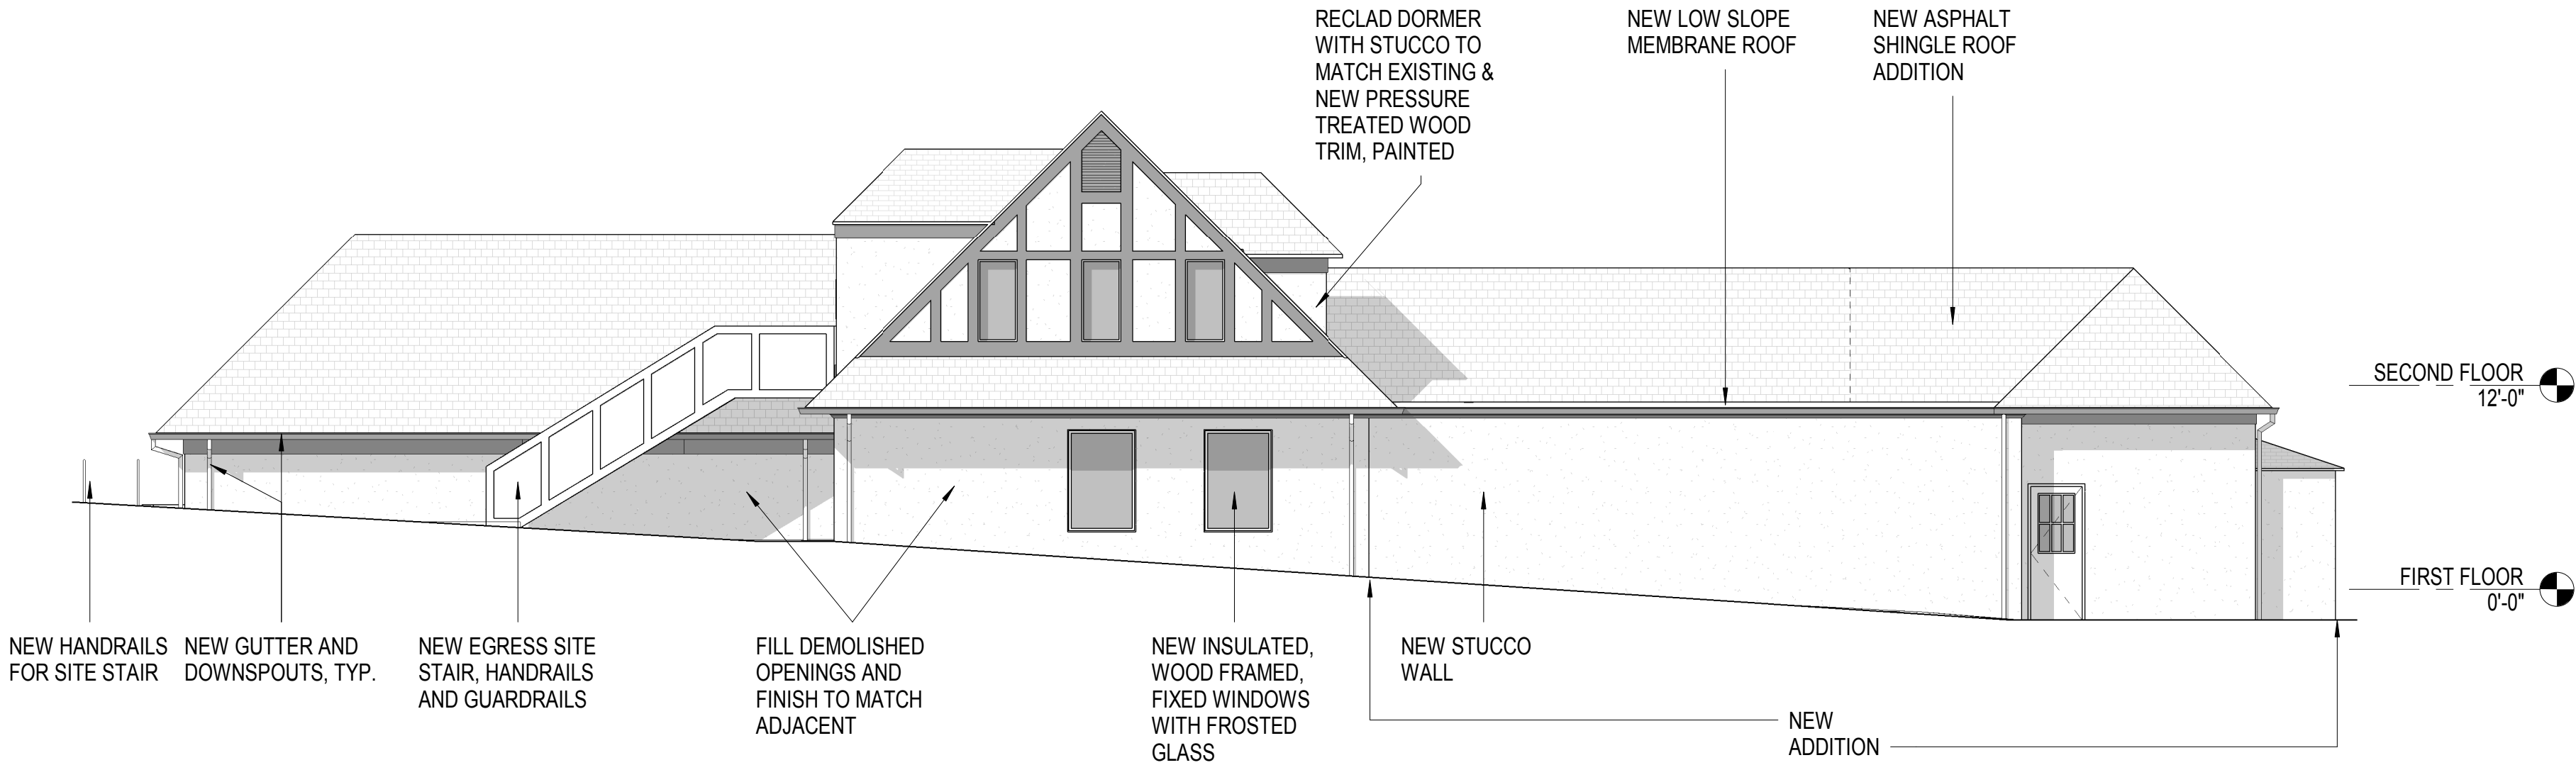 RECLAD DORMER
WITH STUCCO TO
MATCH EXISTING &
NEW PRESSURE
TREATED WOOD
TRIM, PAINTED
NEW LOW SLOPE
MEMBRANE ROOF
NEW ASPHALT
SHINGLE ROOF
ADDITION
SECOND FLOOR
12'-0"
FIRST FLOOR
0'-0"
NEW HANDRAILS
FOR SITE STAIR
NEW GUTTER AND
DOWNSPOUTS, TYP.
NEW EGRESS SITE
STAIR, HANDRAILS
AND GUARDRAILS
FILL DEMOLISHED
OPENINGS AND
FINISH TO MATCH
ADJACENT
NEW INSULATED,
WOOD FRAMED,
FIXED WINDOWS
WITH FROSTED
GLASS
NEW STUCCO
WALL
NEW
ADDITION